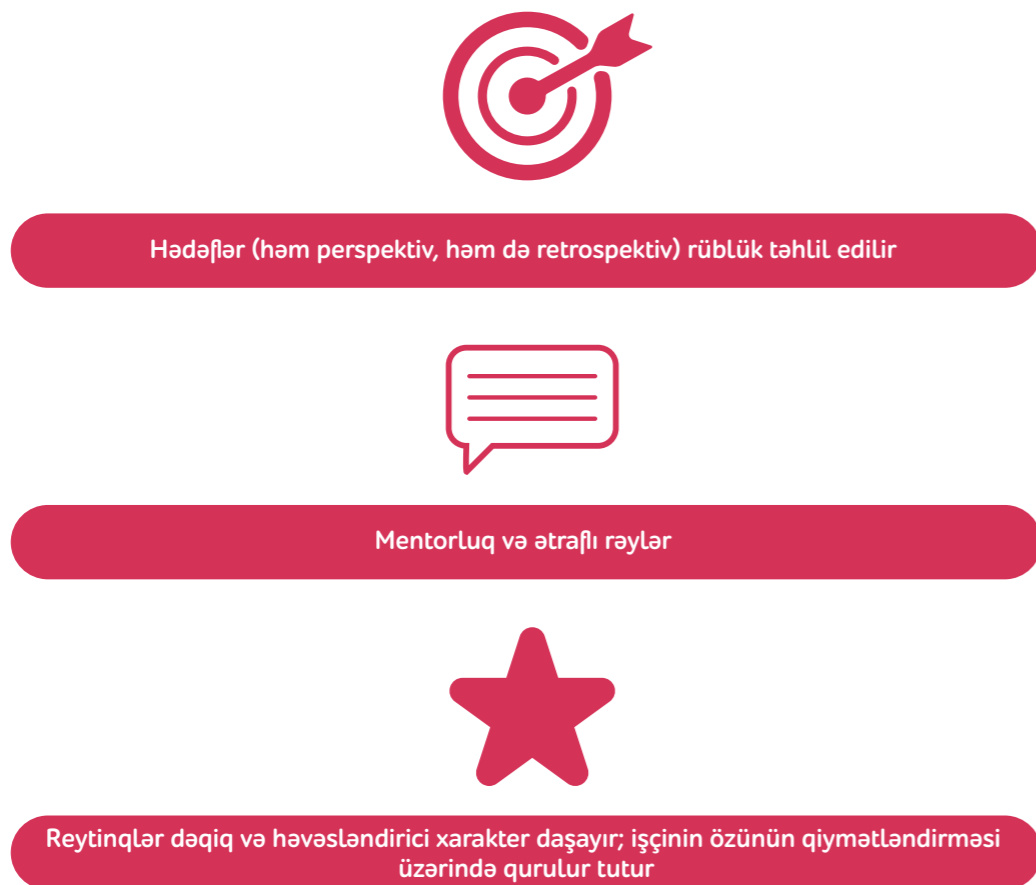 Hədəflər (həm perspektiv, həm də retrospektiv) rüblük təhlil edilir
Mentorluq və ətraflı rəylər
Reytinqlər dəqiq və həvəsləndirici xarakter daşayır; işçinin özünün qiymətləndirməsi
üzərində qurulur tutur